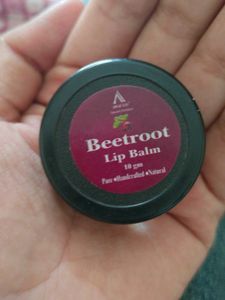 Beetroot
Lip Balm
10 gm
Pure ●Handcrafted ●Natural